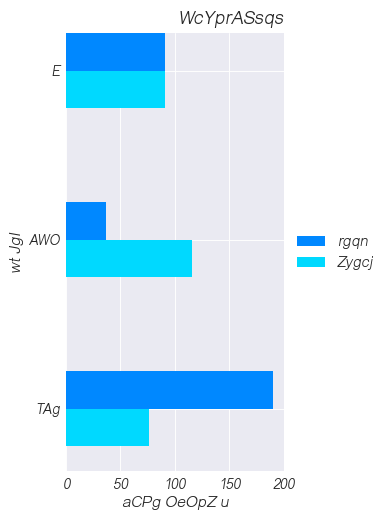 WcYprASsqs
E
AWO
TAg
wt JgI
0 50 100 150 200
aCPg OeOpZ u
rgqn
Zygcj